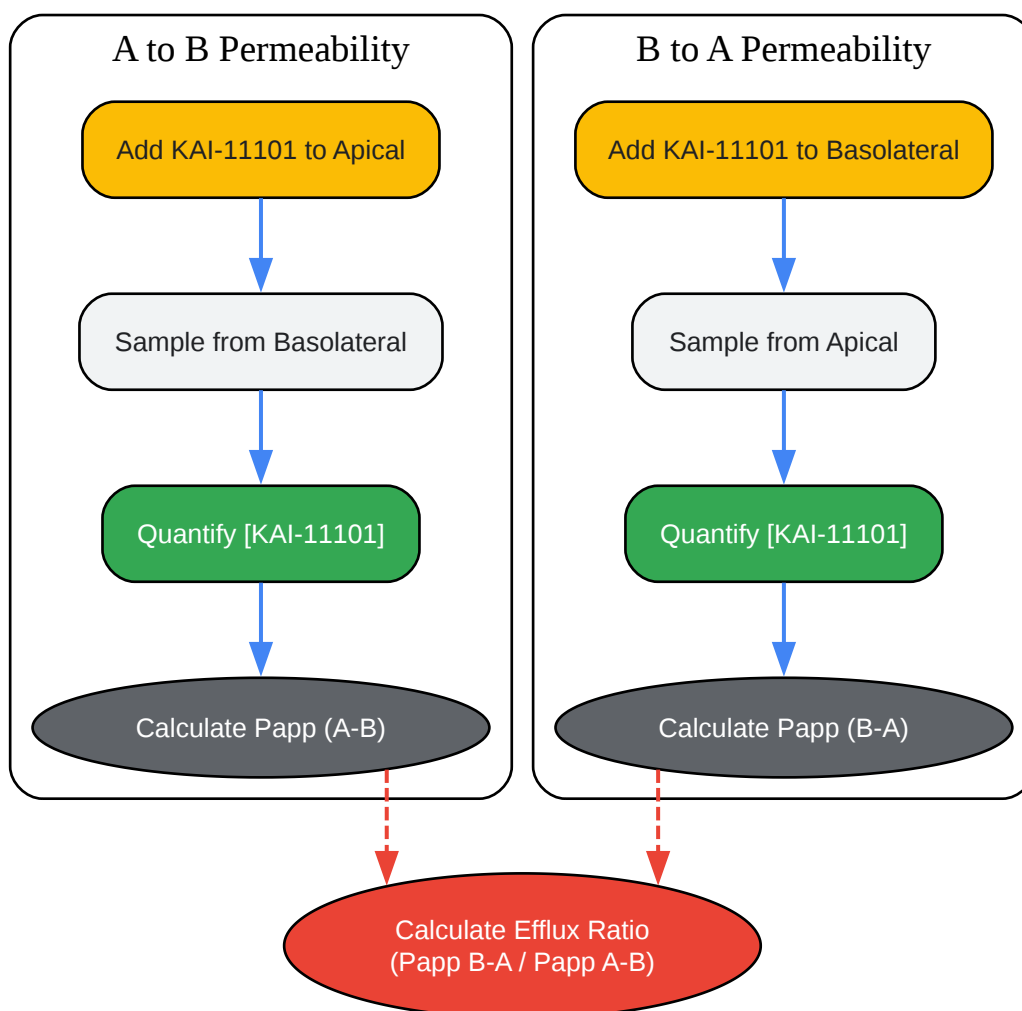 A to B Permeability
Add KAI-11101 to Apical
Sample from Basolateral
Quantify [KAI-11101]
Calculate Papp (A-B)
B to A Permeability
Add KAI-11101 to Basolateral
Sample from Apical
Quantify [KAI-11101]
Calculate Papp (B-A)
Calculate Efflux Ratio
(Papp B-A / Papp A-B)